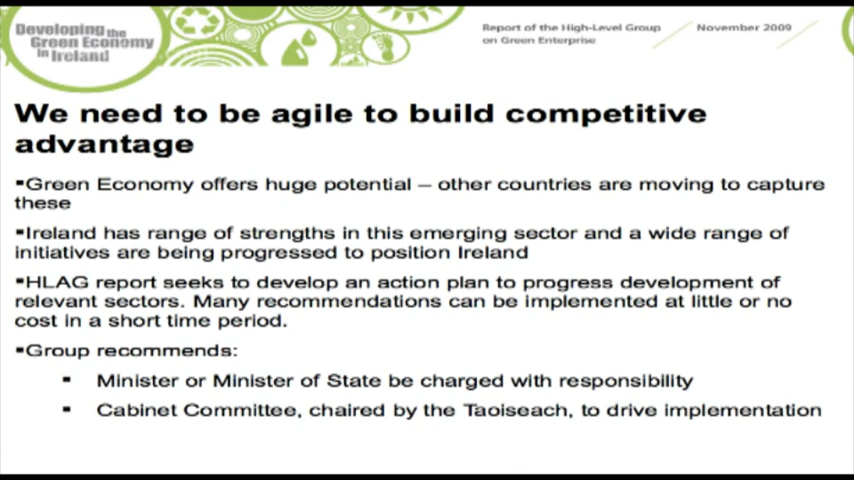 Developing the
Green Economy
in Ireland
Report of the High-Level Group
on Green Enterprise
November 2009
We need to be agile to build competitive
advantage
▪Green Economy offers huge potential – other countries are moving to capture
these
▪Ireland has range of strengths in this emerging sector and a wide range of
initiatives are being progressed to position Ireland
▪HLAG report seeks to develop an action plan to progress development of
relevant sectors. Many recommendations can be implemented at little or no
cost in a short time period.
▪Group recommends:
▪ Minister or Minister of State be charged with responsibility
▪ Cabinet Committee, chaired by the Taoiseach, to drive implementation